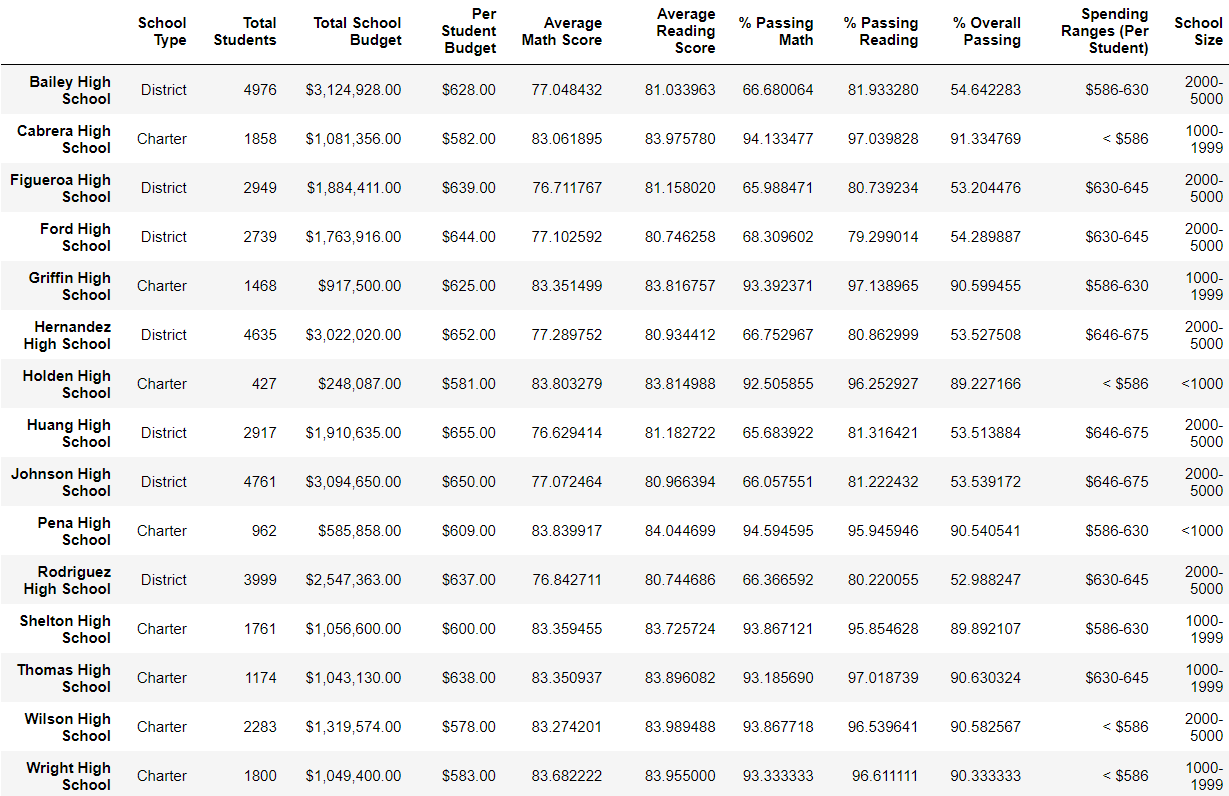 School Type Total Students Total School Budget Per Student Budget Average Math Score Average Reading Score % Passing Math % Passing Reading % Overall Passing Spending Ranges (Per Student) School Size
Bailey High School District 4976 $3,124,928.00 $628.00 77.048432 81.033963 66.680064 81.933280 54.642283 $586-630 2000-5000
Cabrera High School Charter 1858 $1,081,356.00 $582.00 83.061895 83.975780 94.133477 97.039828 91.334769 < $586 1000-1999
Figueroa High School District 2949 $1,884,411.00 $639.00 76.711767 81.158020 65.988471 80.739234 53.204476 $630-645 2000-5000
Ford High School District 2739 $1,763,916.00 $644.00 77.102592 80.746258 68.309602 79.299014 54.289887 $630-645 2000-5000
Griffin High School Charter 1468 $917,500.00 $625.00 83.351499 83.816757 93.392371 97.138965 90.599455 $586-630 1000-1999
Hernandez High School District 4635 $3,022,020.00 $652.00 77.289752 80.934412 66.752967 80.862999 53.527508 $646-675 2000-5000
Holden High School Charter 427 $248,087.00 $581.00 83.803279 83.814988 92.505855 96.252927 89.227166 < $586 <1000
Huang High School District 2917 $1,910,635.00 $655.00 76.629414 81.182722 65.683922 81.316421 53.513884 $646-675 2000-5000
Johnson High School District 4761 $3,094,650.00 $650.00 77.072464 80.966394 66.057551 81.222432 53.539172 $646-675 2000-5000
Pena High School Charter 962 $585,858.00 $609.00 83.839917 84.044699 94.594595 95.945946 90.540541 $586-630 <1000
Rodriguez High School District 3999 $2,547,363.00 $637.00 76.842711 80.744686 66.366592 80.220055 52.988247 $630-645 2000-5000
Shelton High School Charter 1761 $1,056,600.00 $600.00 83.359455 83.725724 93.867121 95.854628 89.892107 $586-630 1000-1999
Thomas High School Charter 1174 $1,043,130.00 $638.00 83.350937 83.896082 93.185690 97.018739 90.630324 $630-645 1000-1999
Wilson High School Charter 2283 $1,319,574.00 $578.00 83.274201 83.989488 93.867718 96.539641 90.582567 < $586 2000-5000
Wright High School Charter 1800 $1,049,400.00 $583.00 83.682222 83.955000 93.333333 96.611111 90.333333 < $586 1000-1999